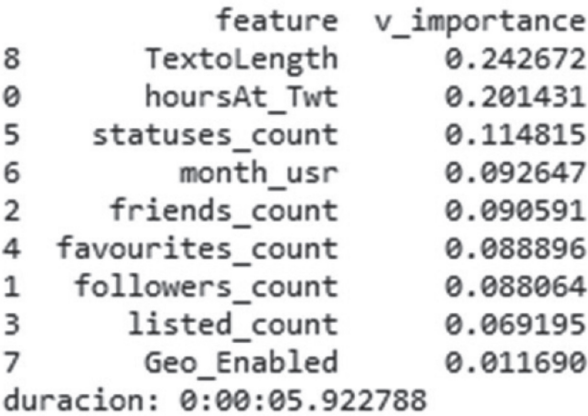 feature v_importance
8 TextoLength 0.242672
0 hoursAt_Twt 0.201431
5 statuses_count 0.114815
6 month_usr 0.092647
2 friends_count 0.090591
4 favourites_count 0.088896
1 followers_count 0.088064
3 listed_count 0.069195
7 Geo_Enabled 0.011690
duracion: 0:00:05.922788